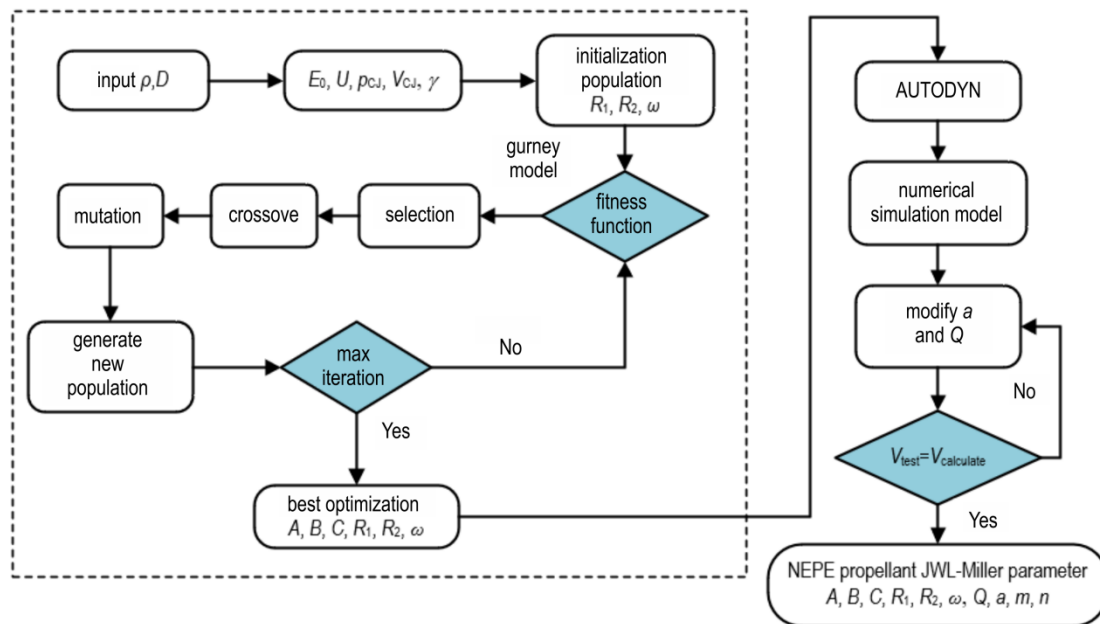 input ρ,D
E₀, U, pCJ, VCJ, γ
initialization
population
R₁, R₂, ω
gurney
model
fitness
function
selection
crossove
mutation
generate
new
population
max
iteration
No
Yes
best optimization
A, B, C, R₁, R₂, ω
AUTODYN
numerical
simulation model
modify a
and Q
No
Vtest=Vcalculate
Yes
NEPE propellant JWL-Miller parameter
A, B, C, R₁, R₂, ω, Q, a, m, n